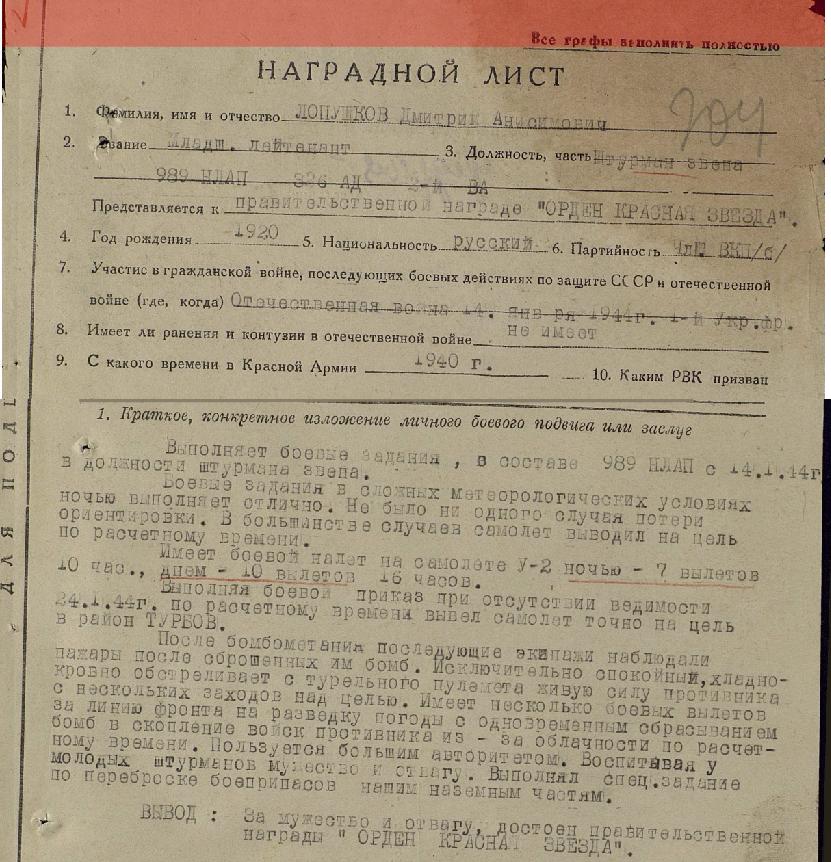 Все графы выполнять полностью
НАГРАДНОЙ ЛИСТ
704
1. Фамилия, имя и отчество ЛОПУШКОВ Дмитрий Анисимович
2. Звание Младш. лейтенант 3. Должность, часть Штурман звена
989 НЛАП 326 АД 2-й ВА
Представляется к правительственной награде "ОРДЕН КРАСНАЯ ЗВЕЗДА".
4. Год рождения 1920 5. Национальность русский 6. Партийность Член ВКП/б/
7. Участие в гражданской войне, последующих боевых действиях по защите СССР и отечественной
войне (где, когда) Отечественная война 14. января 1944г. 1-й Укр.фр.
8. Имеет ли ранения и контузии в отечественной войне не имеет
9. С какого времени в Красной Армии 1940 г. 10. Каким РВК призван
1. Краткое, конкретное изложение личного боевого подвига или заслуг
Выполняет боевые задания , в составе 989 НЛАП с 14.1.44г
в должности штурмана звена.
Боевые задания в сложных метеорологических условиях
ночью выполняет отлично. Не было ни одного случая потери
ориентировки. В большинстве случаев самолет выводил на цель
по расчетному времени.
Имеет боевой налет на самолете У-2 ночью - 7 вылетов
10 час., днем - 10 вылетов 16 часов.
Выполняя боевой приказ при отсутствии ведимости
24.1.44г. по расчетному времени вывел самолет точно на цель
в район ТУРБОВ.
После бомбометания последующие экипажи наблюдали
пажары после сброшенных им бомб. Исключительно спокойный,хладно-
кровно обстреливает с турельного пулемета живую силу противника
с нескольких заходов над целью. Имеет несколько боевых вылетов
за линию фронта на разведку погоды с одновременным сбрасыванием
бомб в скопление войск противника из - за облачности по расчет-
ному времени. Пользуется большим авторитетом. Воспитавая у
молодых штурманов мужество и отвагу. Выполнял спец.задание
по переброске боеприпасов нашим наземным частям.
ВЫВОД : За мужество и отвагу, достоен правительственной
награды " ОРДЕН КРАСНАЯ ЗВЕЗДА".
ДЛЯ ПОДП